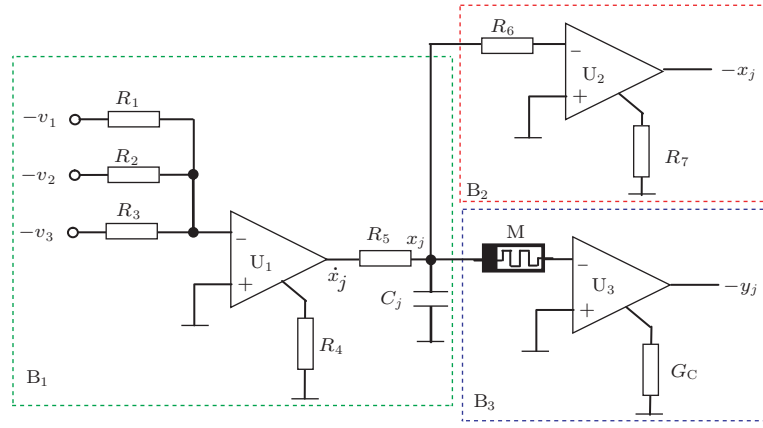 R₆
−
U₂
+
−xⱼ
R₇
B₂
−v₁
R₁
−v₂
R₂
−v₃
R₃
−
U₁
+
ẋⱼ
R₄
R₅
xⱼ
Cⱼ
B₁
M
−
U₃
+
−yⱼ
G_C
B₃